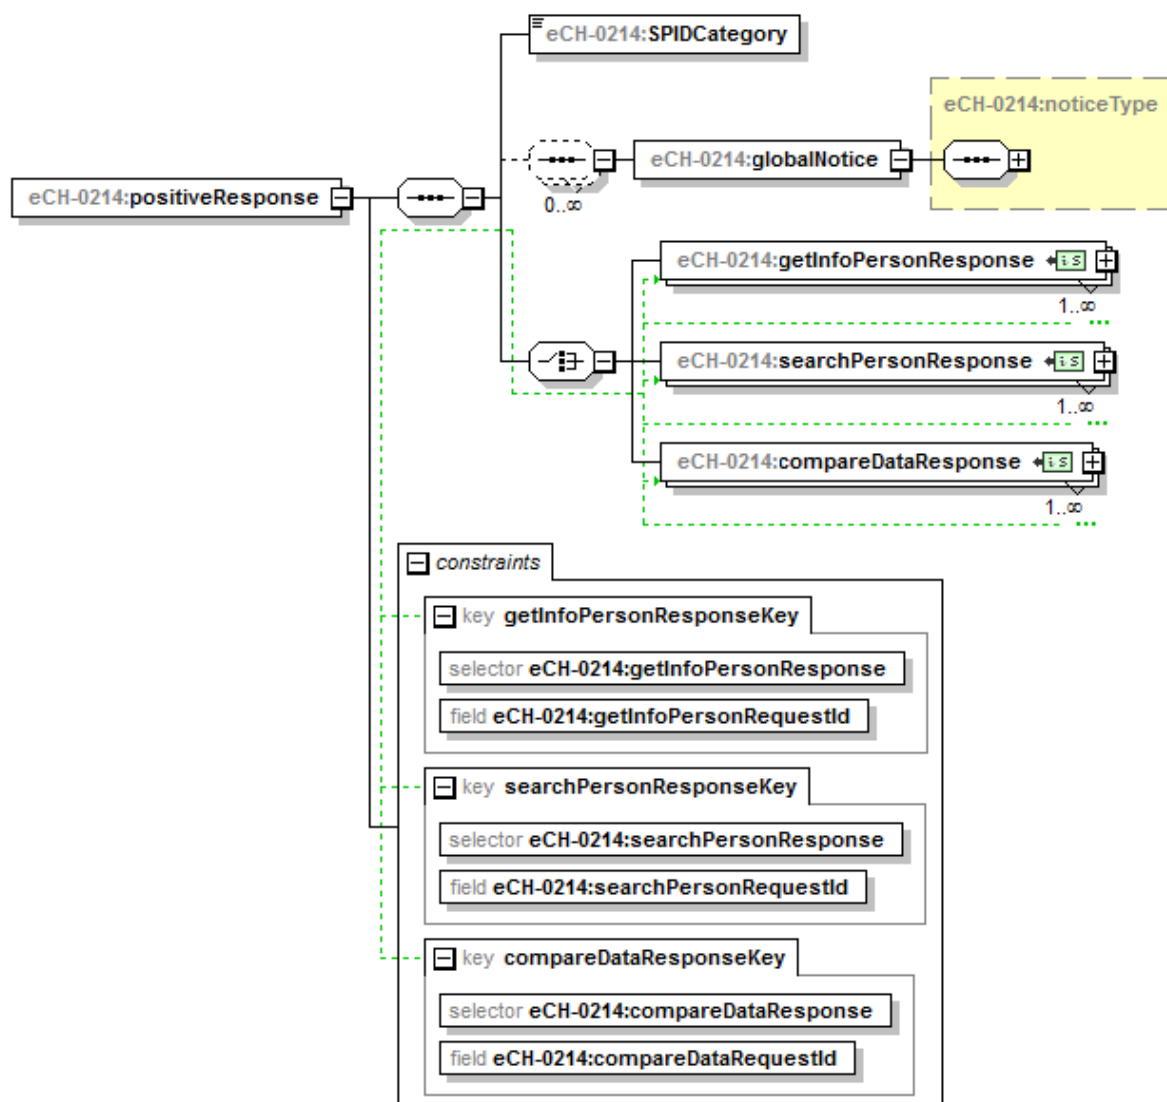 eCH-0214:SPIDCategory
eCH-0214:noticeType
eCH-0214:globalNotice
0..∞
eCH-0214:positiveResponse
eCH-0214:getInfoPersonResponse
1..∞
eCH-0214:searchPersonResponse
1..∞
eCH-0214:compareDataResponse
1..∞
constraints
key getInfoPersonResponseKey
selector eCH-0214:getInfoPersonResponse
field eCH-0214:getInfoPersonRequestId
key searchPersonResponseKey
selector eCH-0214:searchPersonResponse
field eCH-0214:searchPersonRequestId
key compareDataResponseKey
selector eCH-0214:compareDataResponse
field eCH-0214:compareDataRequestId